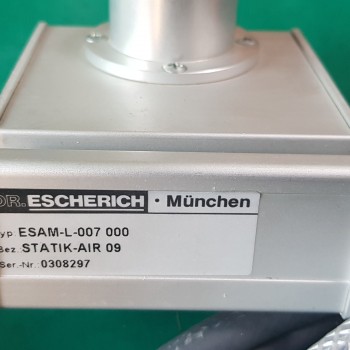 DR. ESCHERICH · München
Typ: ESAM-L-007 000
Bez. STATIK-AIR 09
Ser.-Nr.: 0308297